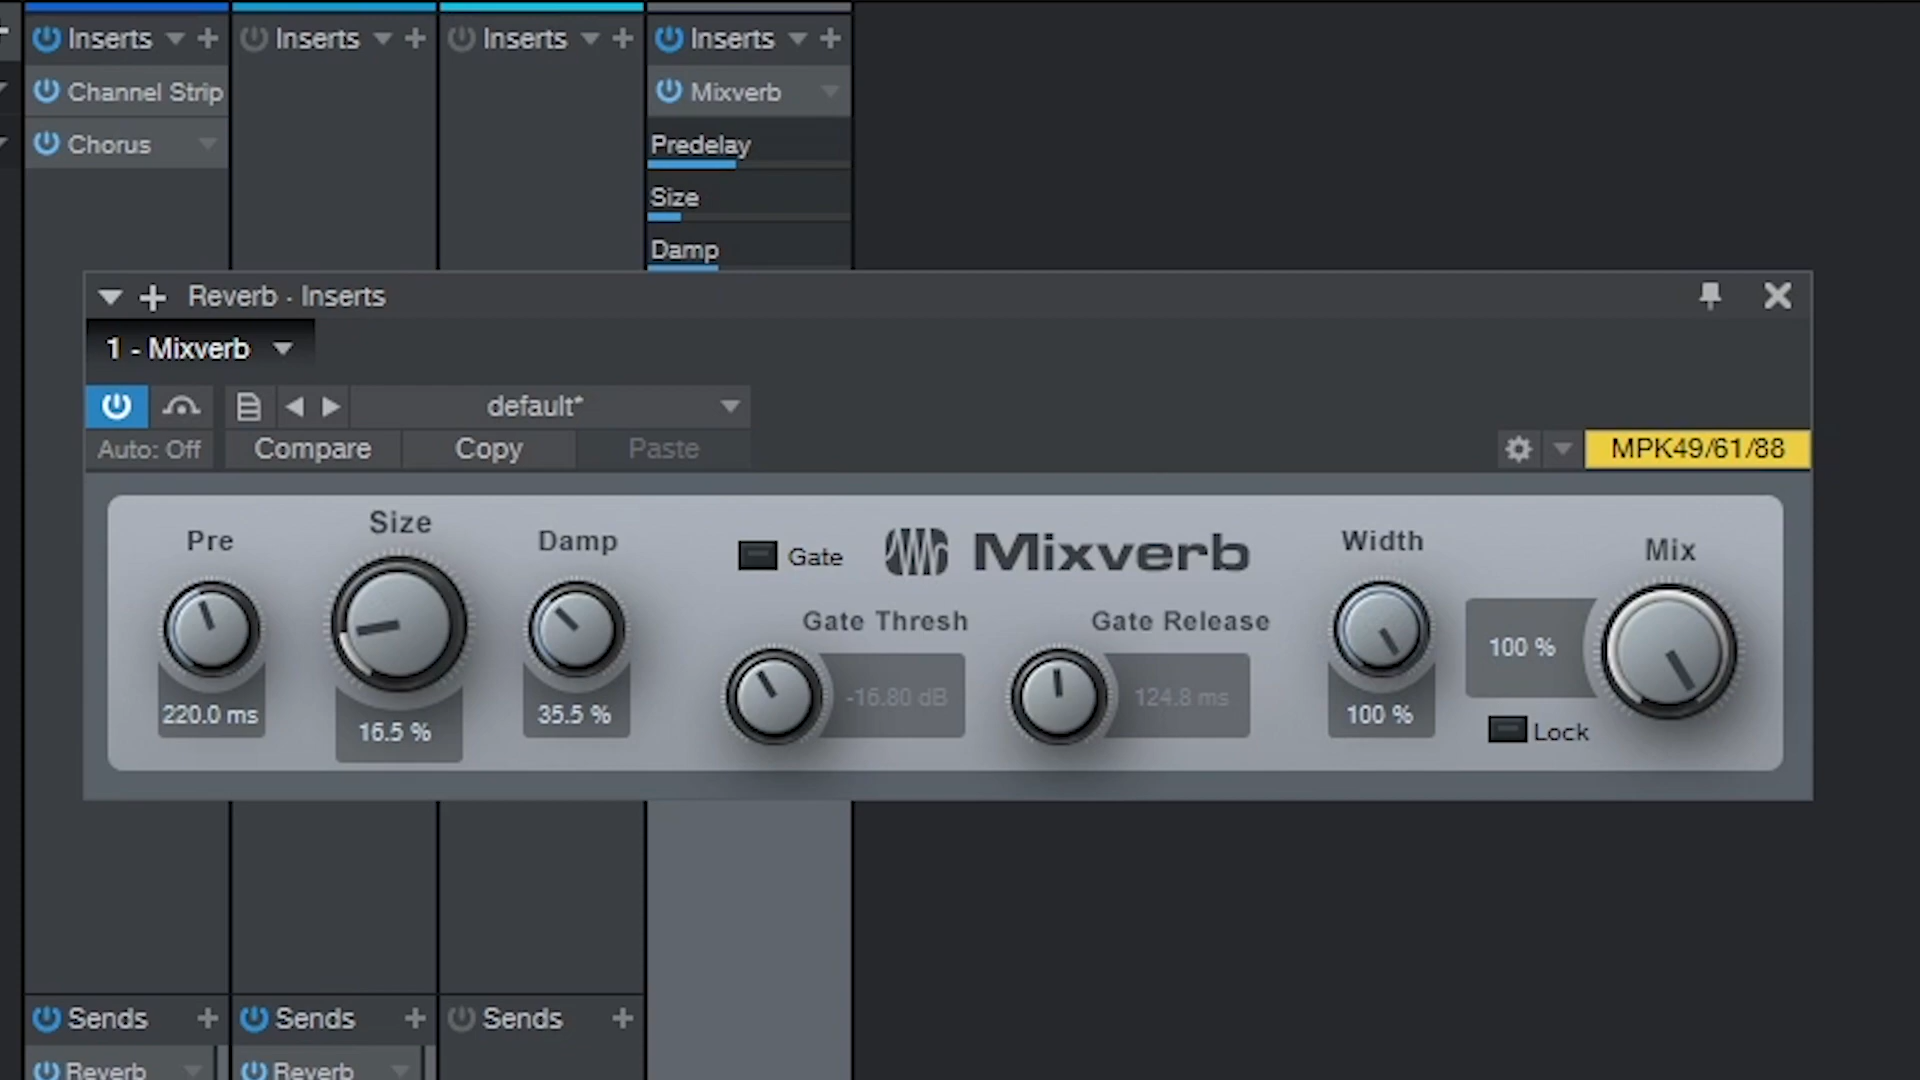 Inserts Inserts Inserts Inserts
Channel Strip Mixverb
Chorus Predelay
Size
Damp
Reverb - Inserts
1 - Mixverb
default*
Auto: Off Compare Copy Paste MPK49/61/88
Pre Size Damp Gate Mixverb Width Mix
Gate Thresh Gate Release
220.0 ms 16.5 % 35.5 % -16.80 dB 124.8 ms 100 % 100 %
Lock
Sends Sends Sends
Reverb Reverb